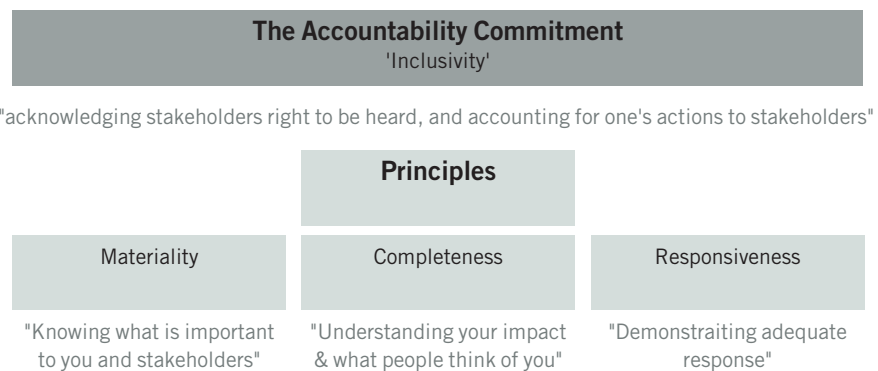 The Accountability Commitment
'Inclusivity'
"acknowledging stakeholders right to be heard, and accounting for one's actions to stakeholders"
Principles
Materiality
Completeness
Responsiveness
"Knowing what is important
to you and stakeholders"
"Understanding your impact
& what people think of you"
"Demonstraiting adequate
response"